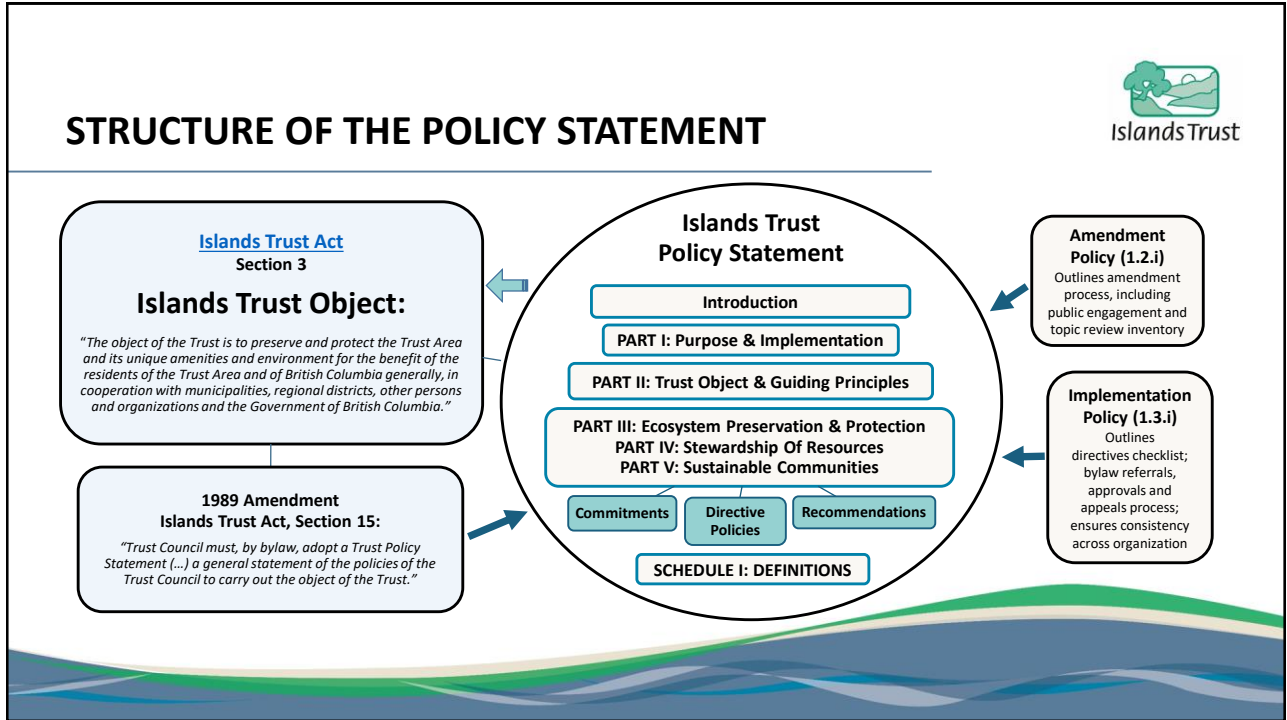 STRUCTURE OF THE POLICY STATEMENT
Islands Trust
Islands Trust Act
Section 3
Islands Trust Object:
“The object of the Trust is to preserve and protect the Trust Area
and its unique amenities and environment for the benefit of the
residents of the Trust Area and of British Columbia generally, in
cooperation with municipalities, regional districts, other persons
and organizations and the Government of British Columbia.”
1989 Amendment
Islands Trust Act, Section 15:
“Trust Council must, by bylaw, adopt a Trust Policy
Statement (…) a general statement of the policies of the
Trust Council to carry out the object of the Trust.”
Islands Trust
Policy Statement
Introduction
PART I: Purpose & Implementation
PART II: Trust Object & Guiding Principles
PART III: Ecosystem Preservation & Protection
PART IV: Stewardship Of Resources
PART V: Sustainable Communities
Commitments
Directive
Policies
Recommendations
SCHEDULE I: DEFINITIONS
Amendment
Policy (1.2.i)
Outlines amendment
process, including
public engagement and
topic review inventory
Implementation
Policy (1.3.i)
Outlines
directives checklist;
bylaw referrals,
approvals and
appeals process;
ensures consistency
across organization